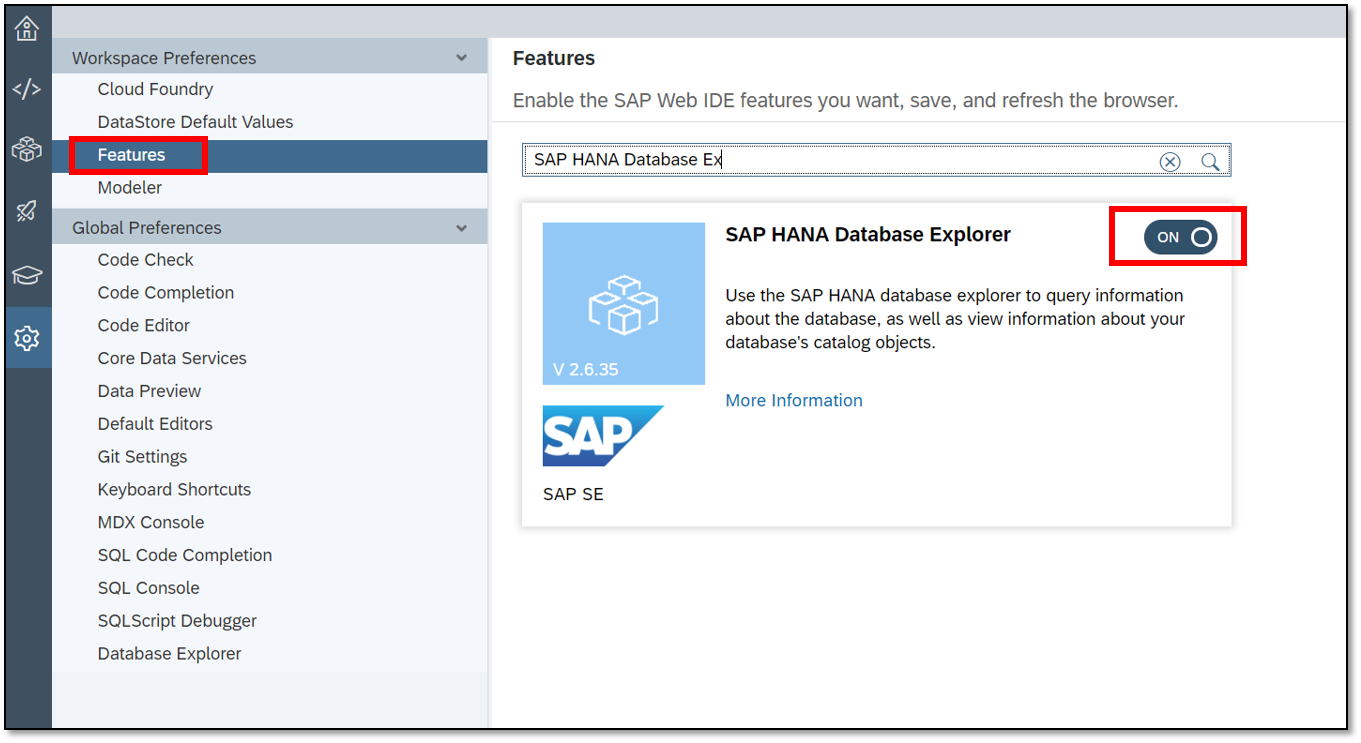 Workspace Preferences
Cloud Foundry
DataStore Default Values
Features
Modeler
Global Preferences
Code Check
Code Completion
Code Editor
Core Data Services
Data Preview
Default Editors
Git Settings
Keyboard Shortcuts
MDX Console
SQL Code Completion
SQL Console
SQLScript Debugger
Database Explorer
Features
Enable the SAP Web IDE features you want, save, and refresh the browser.
SAP HANA Database Ex
V 2.6.35
SAP
SAP SE
SAP HANA Database Explorer
ON
Use the SAP HANA database explorer to query information
about the database, as well as view information about your
database's catalog objects.
More Information